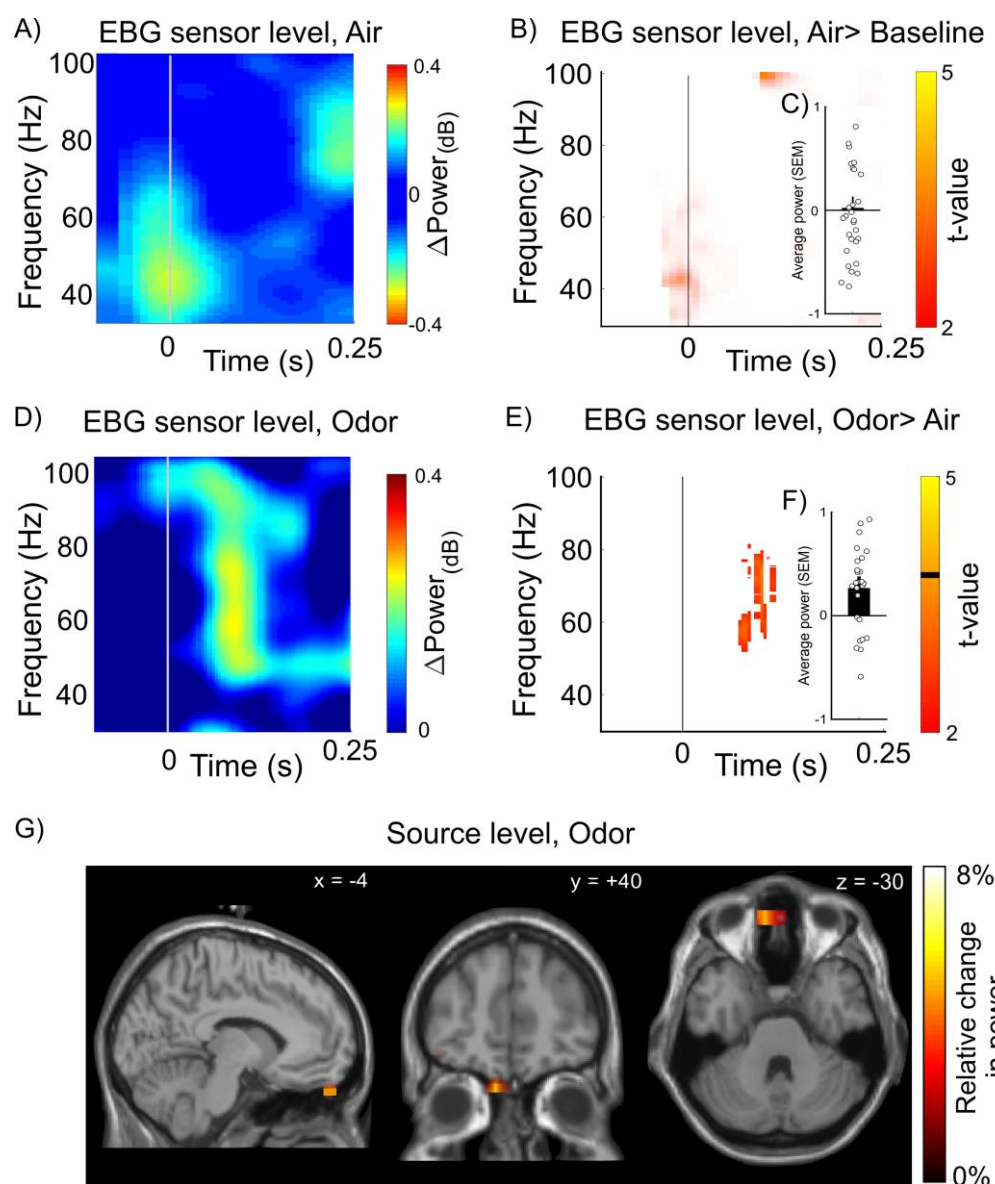 A) EBG sensor level, Air
100
80
60
40
Frequency (Hz)
0
0.25
Time (s)
0.4
0
-0.4
△Power(dB)
B) EBG sensor level, Air> Baseline
100
80
60
40
Frequency (Hz)
0
0.25
Time (s)
C)
1
0
-1
Average power (SEM)
5
2
t-value
D) EBG sensor level, Odor
100
80
60
40
Frequency (Hz)
0
0.25
Time (s)
0.4
0
△Power(dB)
E) EBG sensor level, Odor> Air
100
80
60
40
Frequency (Hz)
0
0.25
Time (s)
F)
1
0
-1
Average power (SEM)
5
2
t-value
G) Source level, Odor
x = -4
y = +40
z = -30
8%
0%
Relative change
in power